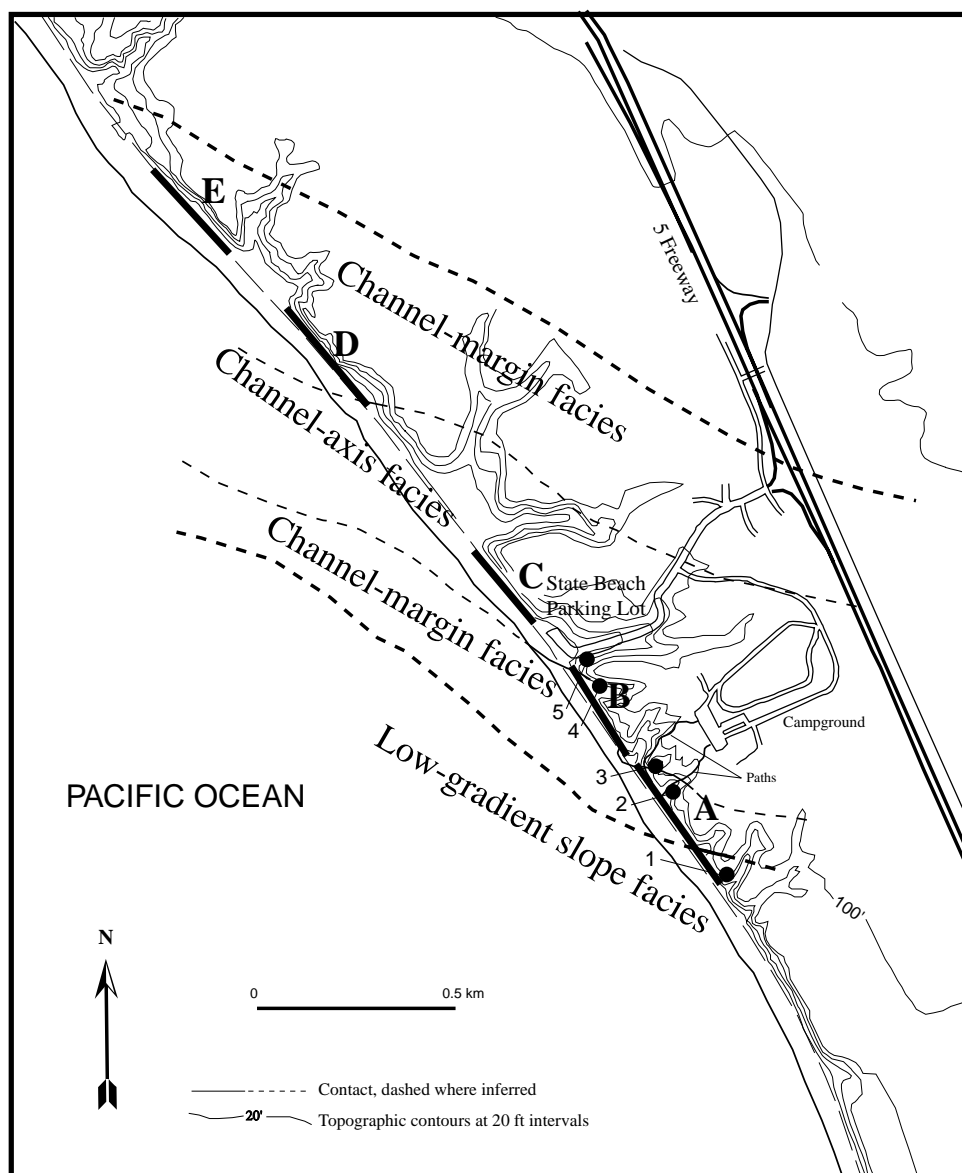 E
5 Freeway
Channel-margin facies
D
Channel-axis facies
Channel-margin facies
C
State Beach
Parking Lot
B
5
4
Campground
3
Paths
2
A
Low-gradient slope facies
PACIFIC OCEAN
1
100'
N
0
0.5 km
Contact, dashed where inferred
20'
Topographic contours at 20 ft intervals